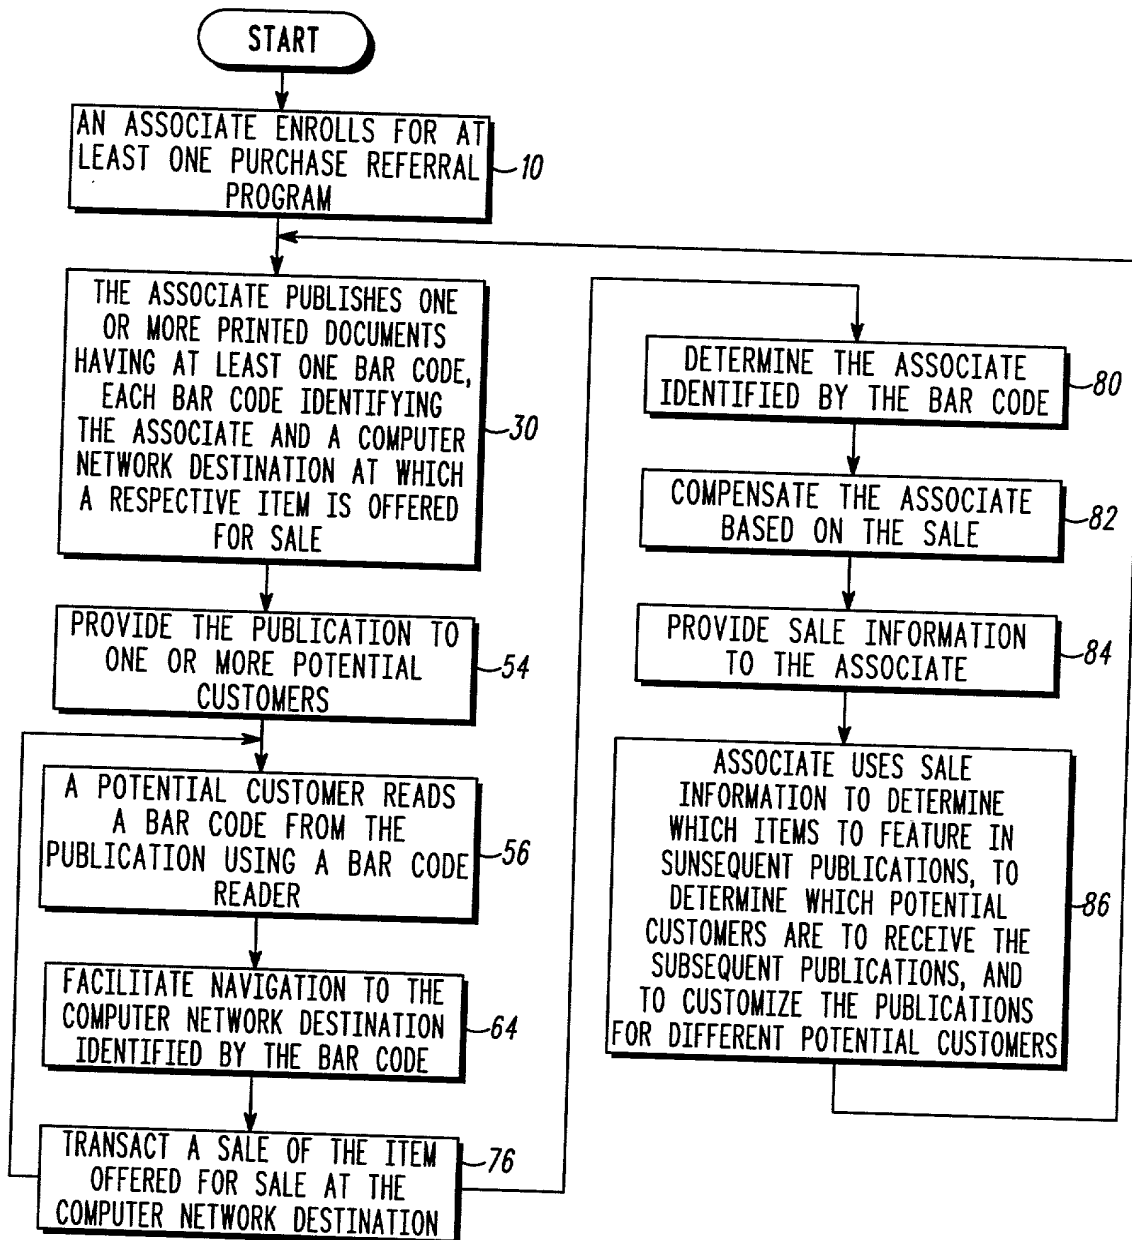 START
AN ASSOCIATE ENROLLS FOR AT
LEAST ONE PURCHASE REFERRAL
PROGRAM
10
THE ASSOCIATE PUBLISHES ONE
OR MORE PRINTED DOCUMENTS
HAVING AT LEAST ONE BAR CODE,
EACH BAR CODE IDENTIFYING
THE ASSOCIATE AND A COMPUTER
NETWORK DESTINATION AT WHICH
A RESPECTIVE ITEM IS OFFERED
FOR SALE
30
PROVIDE THE PUBLICATION TO
ONE OR MORE POTENTIAL
CUSTOMERS
54
A POTENTIAL CUSTOMER READS
A BAR CODE FROM THE
PUBLICATION USING A BAR CODE
READER
56
FACILITATE NAVIGATION TO THE
COMPUTER NETWORK DESTINATION
IDENTIFIED BY THE BAR CODE
64
TRANSACT A SALE OF THE ITEM
OFFERED FOR SALE AT THE
COMPUTER NETWORK DESTINATION
76
DETERMINE THE ASSOCIATE
IDENTIFIED BY THE BAR CODE
80
COMPENSATE THE ASSOCIATE
BASED ON THE SALE
82
PROVIDE SALE INFORMATION
TO THE ASSOCIATE
84
ASSOCIATE USES SALE
INFORMATION TO DETERMINE
WHICH ITEMS TO FEATURE IN
SUNSEQUENT PUBLICATIONS, TO
DETERMINE WHICH POTENTIAL
CUSTOMERS ARE TO RECEIVE THE
SUBSEQUENT PUBLICATIONS, AND
TO CUSTOMIZE THE PUBLICATIONS
FOR DIFFERENT POTENTIAL CUSTOMERS
86